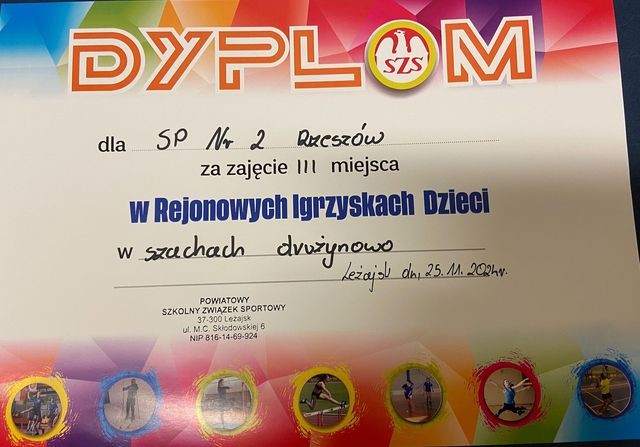 DYPLOM
SZS
dla SP Nr 2 Rzeszów
za zajęcie III miejsca
w Rejonowych Igrzyskach Dzieci
w szachach drużynowo
Leżajsk dn, 25. 11. 2024r.
POWIATOWY
SZKOLNY ZWIĄZEK SPORTOWY
37-300 Leżajsk
ul. M.C. Skłodowskiej 6
NIP 816-14-69-924